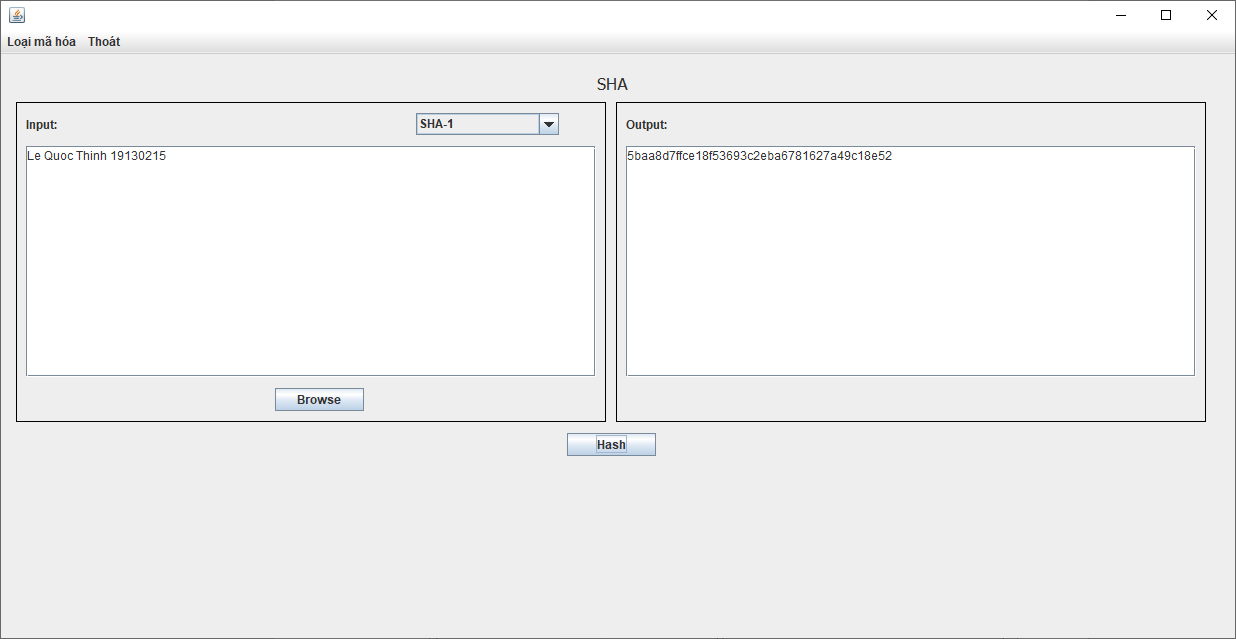 Loại mã hóa Thoát
SHA
Input:
SHA-1
Le Quoc Thinh 19130215
Browse
Output:
5baa8d7ffce18f53693c2eba6781627a49c18e52
Hash